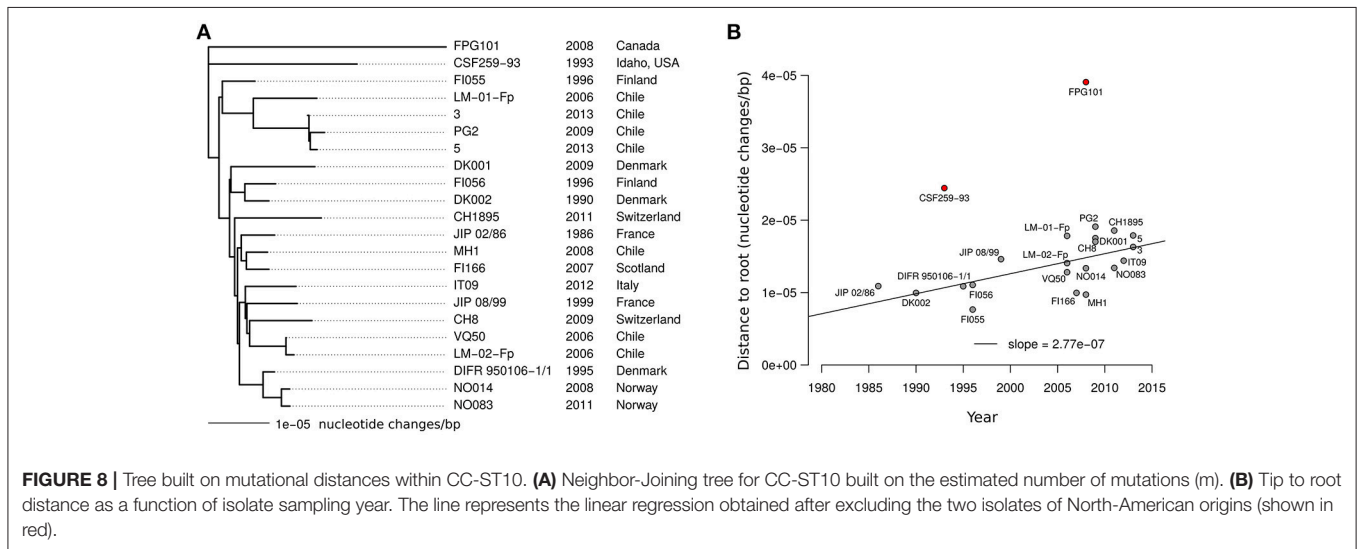 A
FPG101 2008 Canada
CSF259−93 1993 Idaho, USA
FI055 1996 Finland
LM−01−Fp 2006 Chile
3 2013 Chile
PG2 2009 Chile
5 2013 Chile
DK001 2009 Denmark
FI056 1996 Finland
DK002 1990 Denmark
CH1895 2011 Switzerland
JIP 02/86 1986 France
MH1 2008 Chile
FI166 2007 Scotland
IT09 2012 Italy
JIP 08/99 1999 France
CH8 2009 Switzerland
VQ50 2006 Chile
LM−02−Fp 2006 Chile
DIFR 950106−1/1 1995 Denmark
NO014 2008 Norway
NO083 2011 Norway
1e−05 nucleotide changes/bp
B
Distance to root (nucleotide changes/bp)
4e−05
3e−05
2e−05
1e−05
0e+00
FPG101
CSF259−93
PG2
CH1895
LM−01−Fp
5
DK001
CH8
3
JIP 08/99
LM−02−Fp
IT09
DIFR 950106−1/1
VQ50
NO014
NO083
JIP 02/86
DK002
FI056
FI166
MH1
FI055
slope = 2.77e−07
1980 1985 1990 1995 2000 2005 2010 2015
Year
FIGURE 8 | Tree built on mutational distances within CC-ST10. (A) Neighbor-Joining tree for CC-ST10 built on the estimated number of mutations (m). (B) Tip to root
distance as a function of isolate sampling year. The line represents the linear regression obtained after excluding the two isolates of North-American origins (shown in
red).